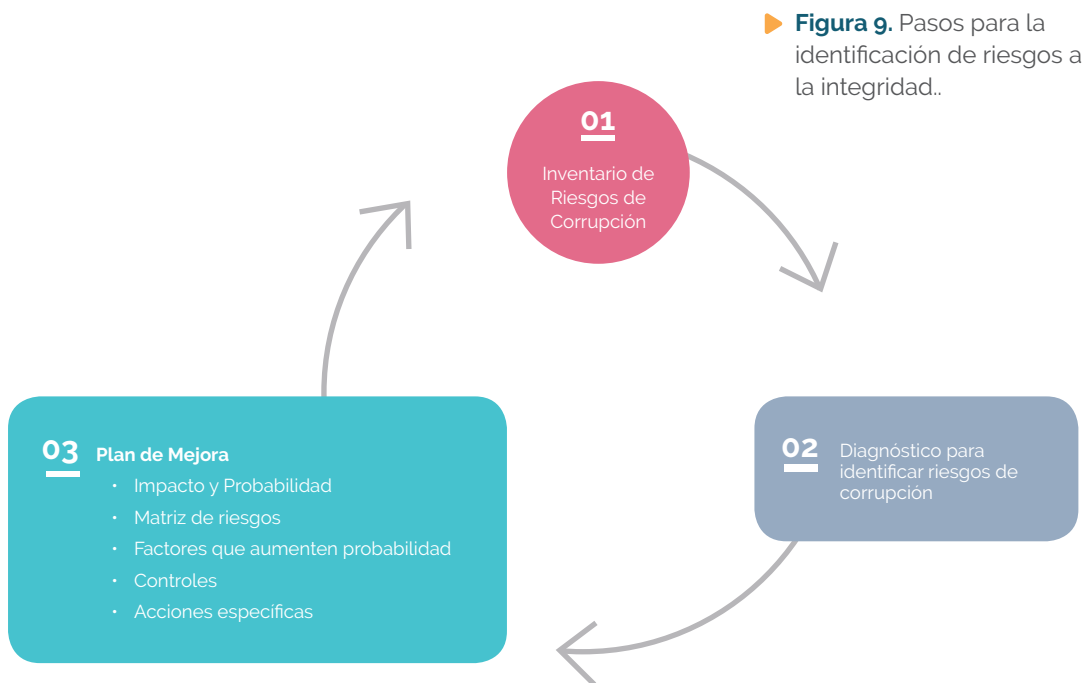 Figura 9. Pasos para la
identificación de riesgos a
la integridad..
01
Inventario de
Riesgos de
Corrupción
02
Diagnóstico para
identificar riesgos de
corrupción
03
Plan de Mejora
• Impacto y Probabilidad
• Matriz de riesgos
• Factores que aumenten probabilidad
• Controles
• Acciones específicas